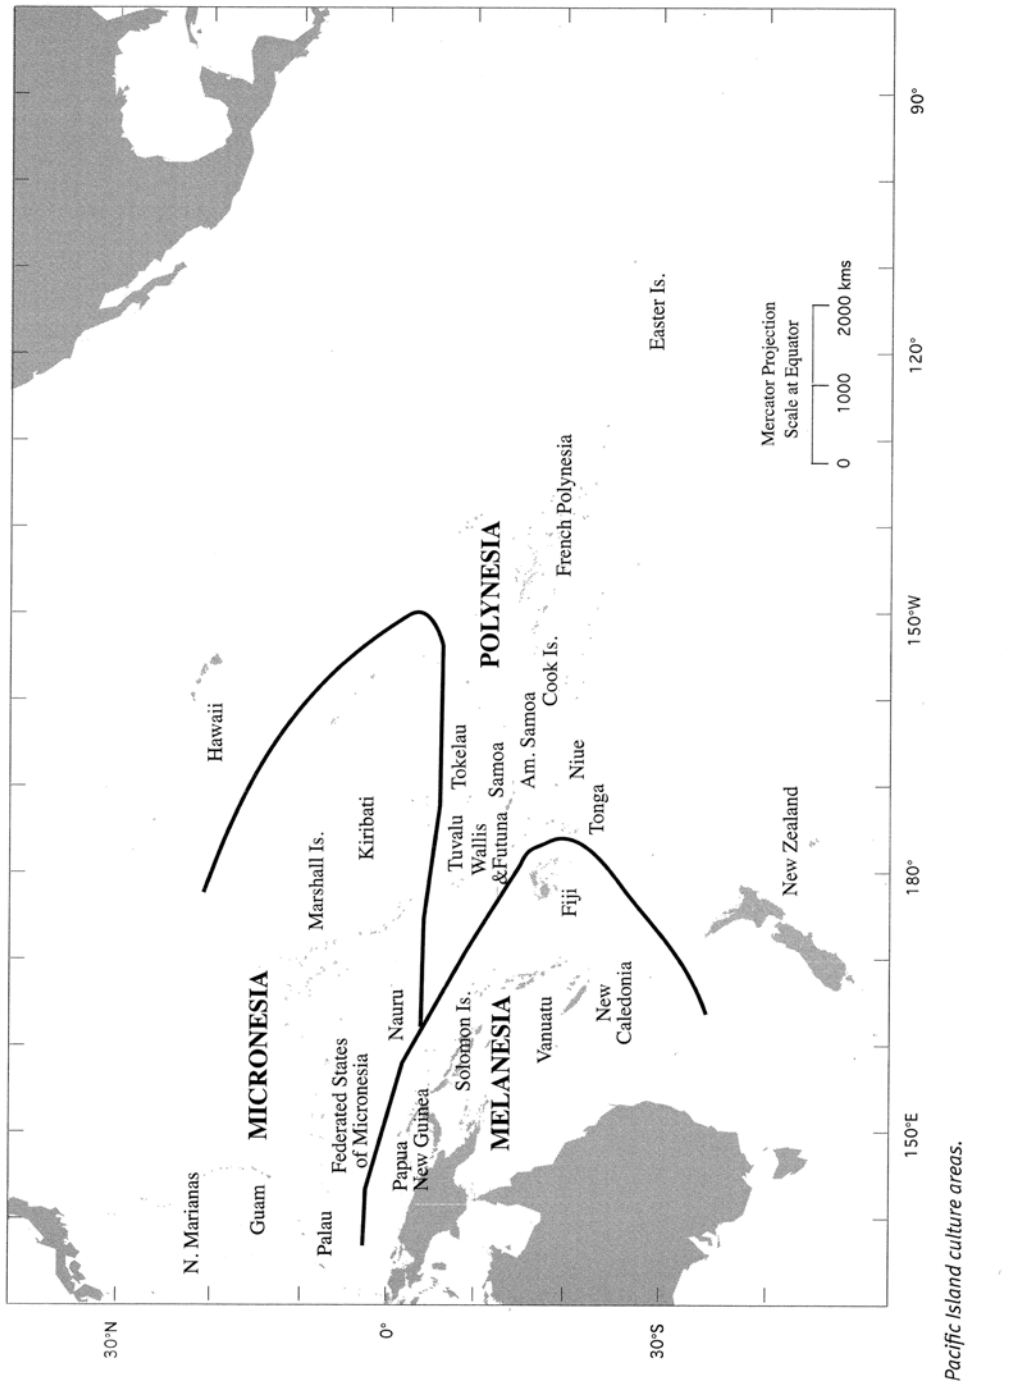 N. Marianas
Guam
Palau
MICRONESIA
Federated States
of Micronesia
Marshall Is.
Nauru
Kiribati
Hawaii
Papua
New Guinea
Solomon Is.
MELANESIA
Vanuatu
New
Caledonia
Fiji
Tuvalu
Wallis
&Futuna
Tokelau
Samoa
Am. Samoa
POLYNESIA
Cook Is.
Niue
Tonga
French Polynesia
Easter Is.
New Zealand
Mercator Projection
Scale at Equator
0 1000 2000 kms
30°N
0°
30°S
150°E
180°
150°W
120°
90°
Pacific Island culture areas.